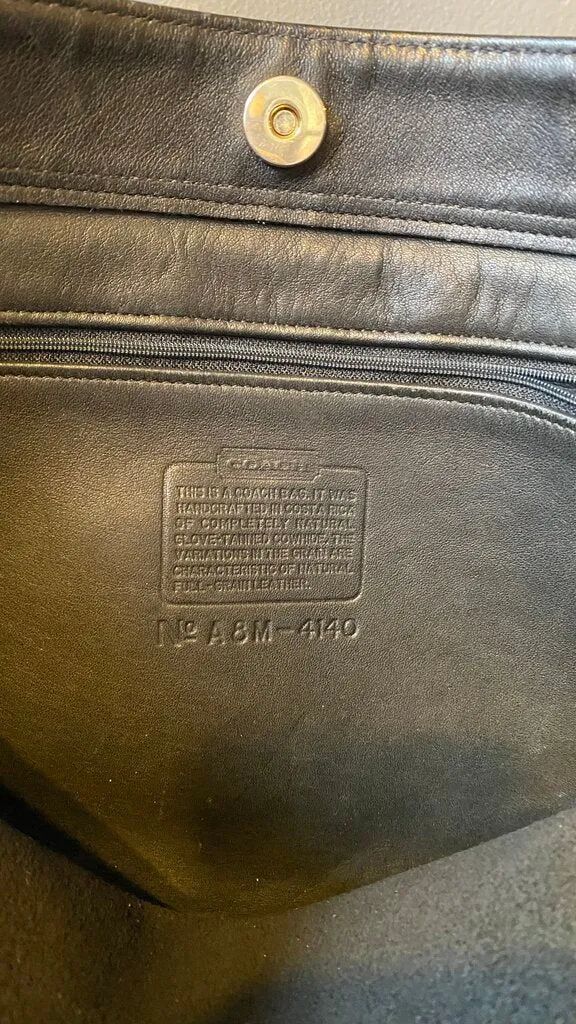 COACH
THIS IS A COACH BAG. IT WAS
HANDCRAFTED IN COSTA RICA
OF COMPLETELY NATURAL
GLOVE-TANNED COWHIDE. THE
VARIATIONS IN THE GRAIN ARE
CHARACTERISTIC OF NATURAL
FULL-GRAIN LEATHER.
Nº A8M-4140